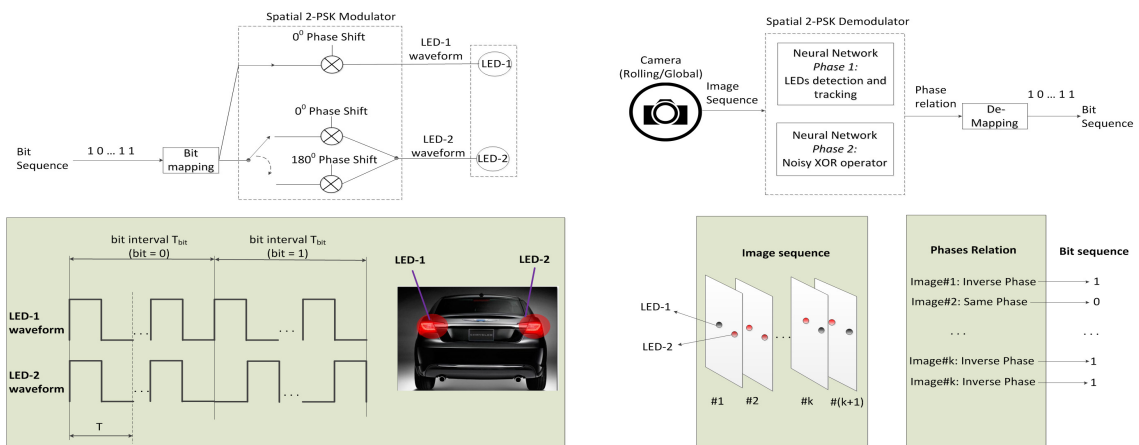 Spatial 2-PSK Modulator
0⁰ Phase Shift
LED-1
waveform
LED-1
0⁰ Phase Shift
LED-2
waveform
LED-2
180⁰ Phase Shift
Bit
Sequence
1 0 ... 1 1
Bit
mapping
Spatial 2-PSK Demodulator
Camera
(Rolling/Global)
Image
Sequence
Neural Network
Phase 1:
LEDs detection and
tracking
Neural Network
Phase 2:
Noisy XOR operator
Phase
relation
De-
Mapping
1 0 ... 1 1
Bit
Sequence
bit interval Tbit
(bit = 0)
bit interval Tbit
(bit = 1)
LED-1
waveform
. . .
. . .
LED-2
waveform
. . .
. . .
T
LED-1
LED-2
CHRYSLER
Image sequence
LED-1
LED-2
. . .
#1
#2
#k
#(k+1)
Phases Relation
Bit sequence
Image#1: Inverse Phase
1
Image#2: Same Phase
0
. . .
. . .
Image#k: Inverse Phase
1
Image#k: Inverse Phase
1